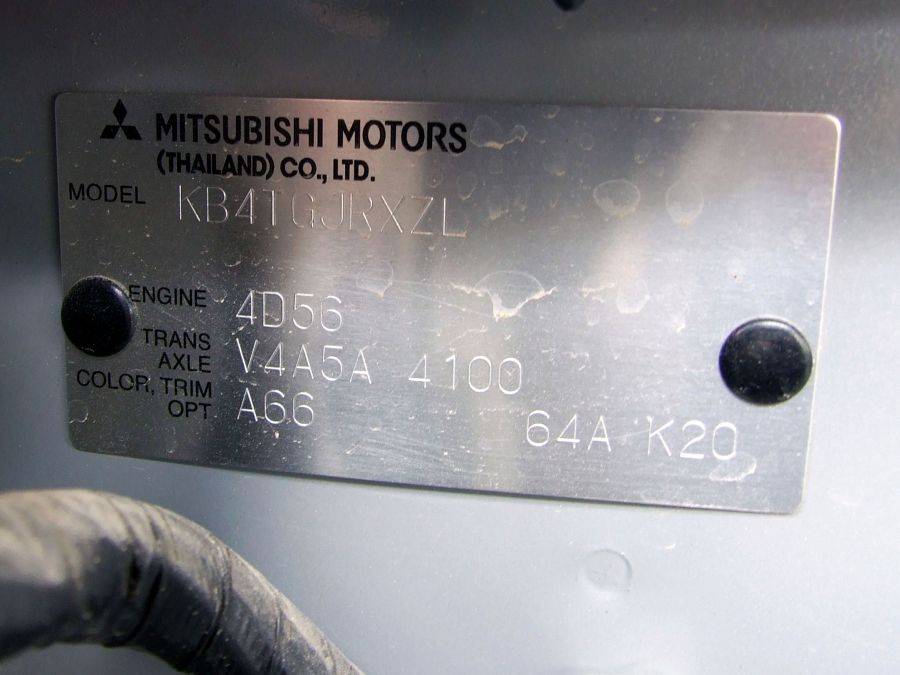 MITSUBISHI MOTORS
(THAILAND) CO., LTD.
MODEL KB4TGJRXZL
ENGINE 4D56
TRANS
AXLE V4A5A 4100
COLOR, TRIM
OPT A66 64A K20